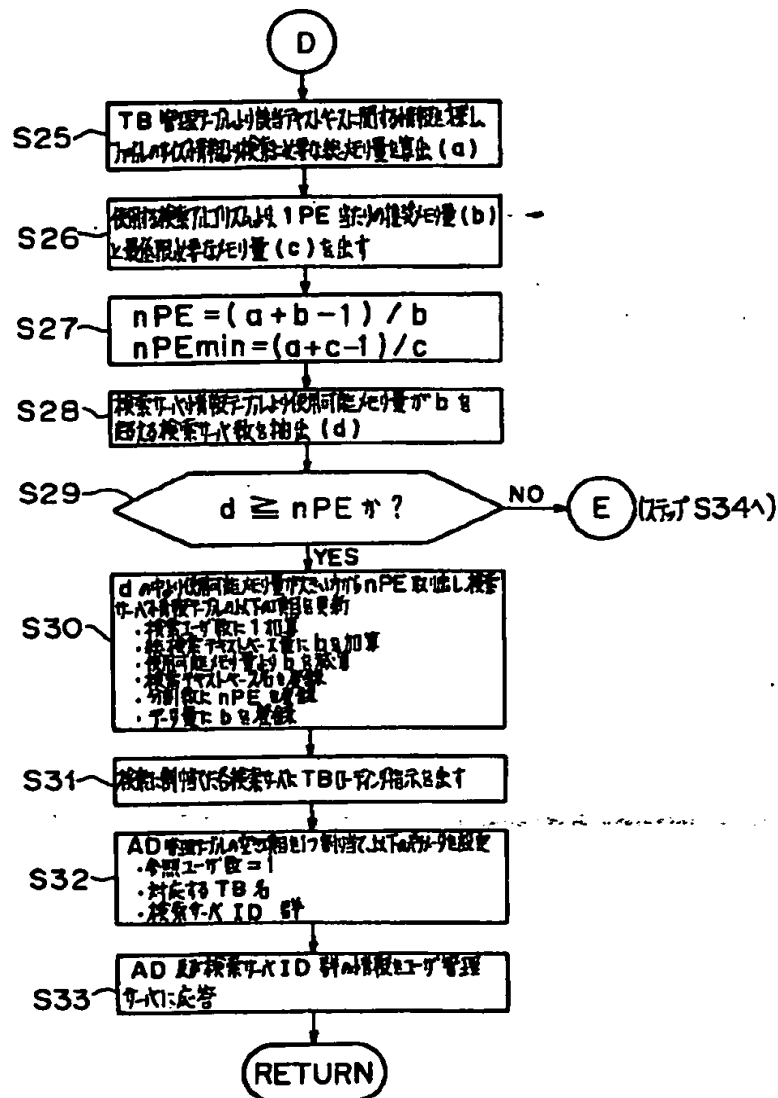 D
S25
TB管理テーブルより該当テキストベースに関する情報を探し、
ファイルのサイズ情報より検索に必要な総メモリ量を算出(a)
S26
使用する検索アルゴリズムより、1PE当たりの推奨メモリ量(b)
と最低限必要なメモリ量(c)を出す
S27
nPE=(a+b-1)/b
nPEmin=(a+c-1)/c
S28
検索サーバ情報テーブルより使用可能メモリ量がbを
超える検索サーバ数を抽出(d)
S29
d≧nPEか?
NO
E
(ステップS34へ)
YES
S30
dの中より使用可能メモリ量が大きい方からnPE取り出し検索
サーバ情報テーブルの以下の項目を更新
・検索ユーザ数に1加算
・総検索テキストベース量にbを加算
・使用可能メモリ量よりbを減算
・検索テキストベース名を登録
・分割数にnPEを登録
・データ量にbを登録
S31
検索に割当てた各検索サーバにTBローディング指示を出す
S32
AD管理テーブルの空き項目を1つ割り当て、以下のパラメータを設定
・参照ユーザ数=1
・対応するTB名
・検索サーバID群
S33
AD及び検索サーバID群の情報をユーザ管理
サーバに応答
RETURN